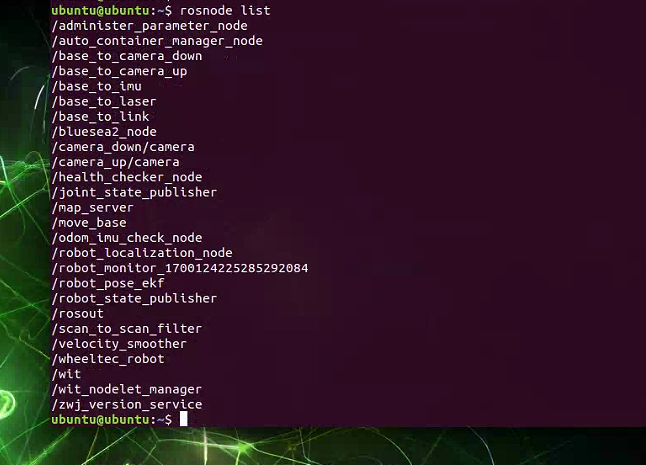 ubuntu@ubuntu:~$ rosnode list
/administer_parameter_node
/auto_container_manager_node
/base_to_camera_down
/base_to_camera_up
/base_to_imu
/base_to_laser
/base_to_link
/bluesea2_node
/camera_down/camera
/camera_up/camera
/health_checker_node
/joint_state_publisher
/map_server
/move_base
/odom_imu_check_node
/robot_localization_node
/robot_monitor_1700124225285292084
/robot_pose_ekf
/robot_state_publisher
/rosout
/scan_to_scan_filter
/velocity_smoother
/wheeltec_robot
/wit
/wit_nodelet_manager
/zwj_version_service
ubuntu@ubuntu:~$